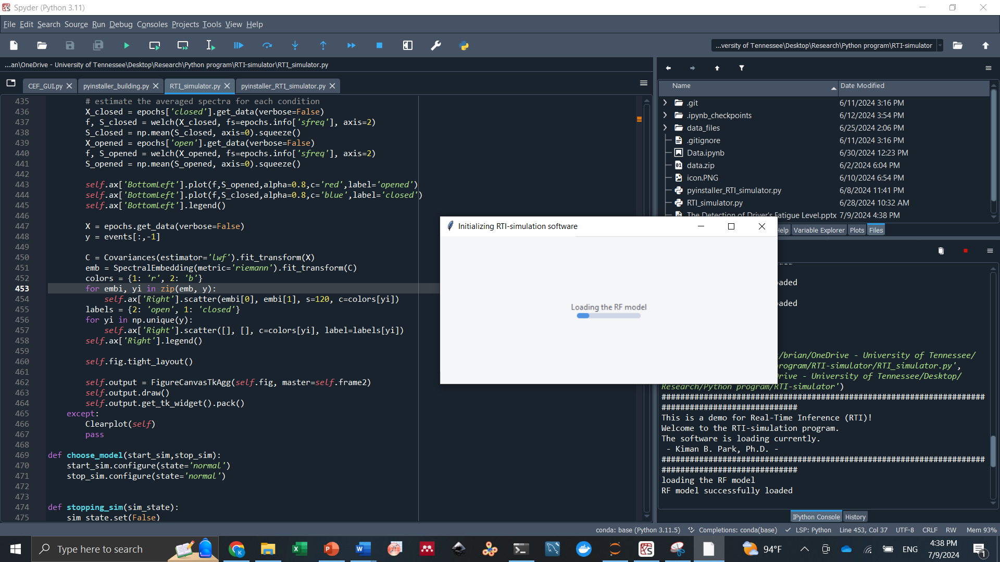 Spyder (Python 3.11)
File Edit Search Source Run Debug Consoles Projects Tools View Help
...versity of Tennessee\Desktop\Research\Python program\RTI-simulator
...an\OneDrive - University of Tennessee\Desktop\Research\Python program\RTI-simulator\RTI_simulator.py
CEF_GUI.py
pyinstaller_building.py
RTI_simulator.py
pyinstaller_RTI_simulator.py
435 # estimate the averaged spectra for each condition
436 X_closed = epochs['closed'].get_data(verbose=False)
437 f, S_closed = welch(X_closed, fs=epochs.info['sfreq'], axis=2)
438 S_closed = np.mean(S_closed, axis=0).squeeze()
439 X_opened = epochs['open'].get_data(verbose=False)
440 f, S_opened = welch(X_opened, fs=epochs.info['sfreq'], axis=2)
441 S_opened = np.mean(S_opened, axis=0).squeeze()
442
443 self.ax['BottomLeft'].plot(f,S_opened,alpha=0.8,c='red',label='opened')
444 self.ax['BottomLeft'].plot(f,S_closed,alpha=0.8,c='blue',label='closed')
445 self.ax['BottomLeft'].legend()
446
447 X = epochs.get_data(verbose=False)
448 y = events[:,-1]
449
450 C = Covariances(estimator='lwf').fit_transform(X)
451 emb = SpectralEmbedding(metric='riemann').fit_transform(C)
452 colors = {1: 'r', 2: 'b'}
453 for embi, yi in zip(emb, y):
454 self.ax['Right'].scatter(embi[0], embi[1], s=120, c=colors[yi])
455 labels = {2: 'open', 1: 'closed'}
456 for yi in np.unique(y):
457 self.ax['Right'].scatter([], [], c=colors[yi], label=labels[yi])
458 self.ax['Right'].legend()
459
460 self.fig.tight_layout()
461
462 self.output = FigureCanvasTkAgg(self.fig, master=self.frame2)
463 self.output.draw()
464 self.output.get_tk_widget().pack()
465 except:
466 Clearplot(self)
467 pass
468
469 def choose_model(start_sim,stop_sim):
470 start_sim.configure(state='normal')
471 stop_sim.configure(state='normal')
472
473
474 def stopping_sim(sim_state):
475 sim_state.set(False)
Name Date Modified
.git 6/11/2024 3:16 PM
.ipynb_checkpoints 6/12/2024 3:54 PM
data_files 6/25/2024 2:06 PM
.gitignore 6/11/2024 3:16 PM
Data.ipynb 6/30/2024 12:23 PM
data.zip 6/2/2024 6:04 PM
icon.PNG 6/10/2024 6:54 PM
pyinstaller_RTI_simulator.py 6/8/2024 11:41 PM
RTI_simulator.py 6/28/2024 10:32 AM
The Detection of Driver's Fatigue Level.pptx 7/9/2024 4:38 PM
Help Variable Explorer Plots Files
Initializing RTI-simulation software
Loading the RF model
aded
aded
/brian/OneDrive - University of Tennessee/
rogram/RTI-simulator/RTI_simulator.py',
Drive - University of Tennessee/Desktop/
Research/Python program/RTI-simulator')
#####################################################################
#############################
This is a demo for Real-Time Inference (RTI)!
Welcome to the RTI-simulation program.
The software is loading currently.
- Kiman B. Park, Ph.D. -
#####################################################################
#############################
loading the RF model
RF model successfully loaded
IPython Console History
conda: base (Python 3.11.5) Completions: conda(base) LSP: Python Line 453, Col 37 UTF-8 CRLF RW Mem 93%
Type here to search
94°F
ENG
4:38 PM
7/9/2024
1